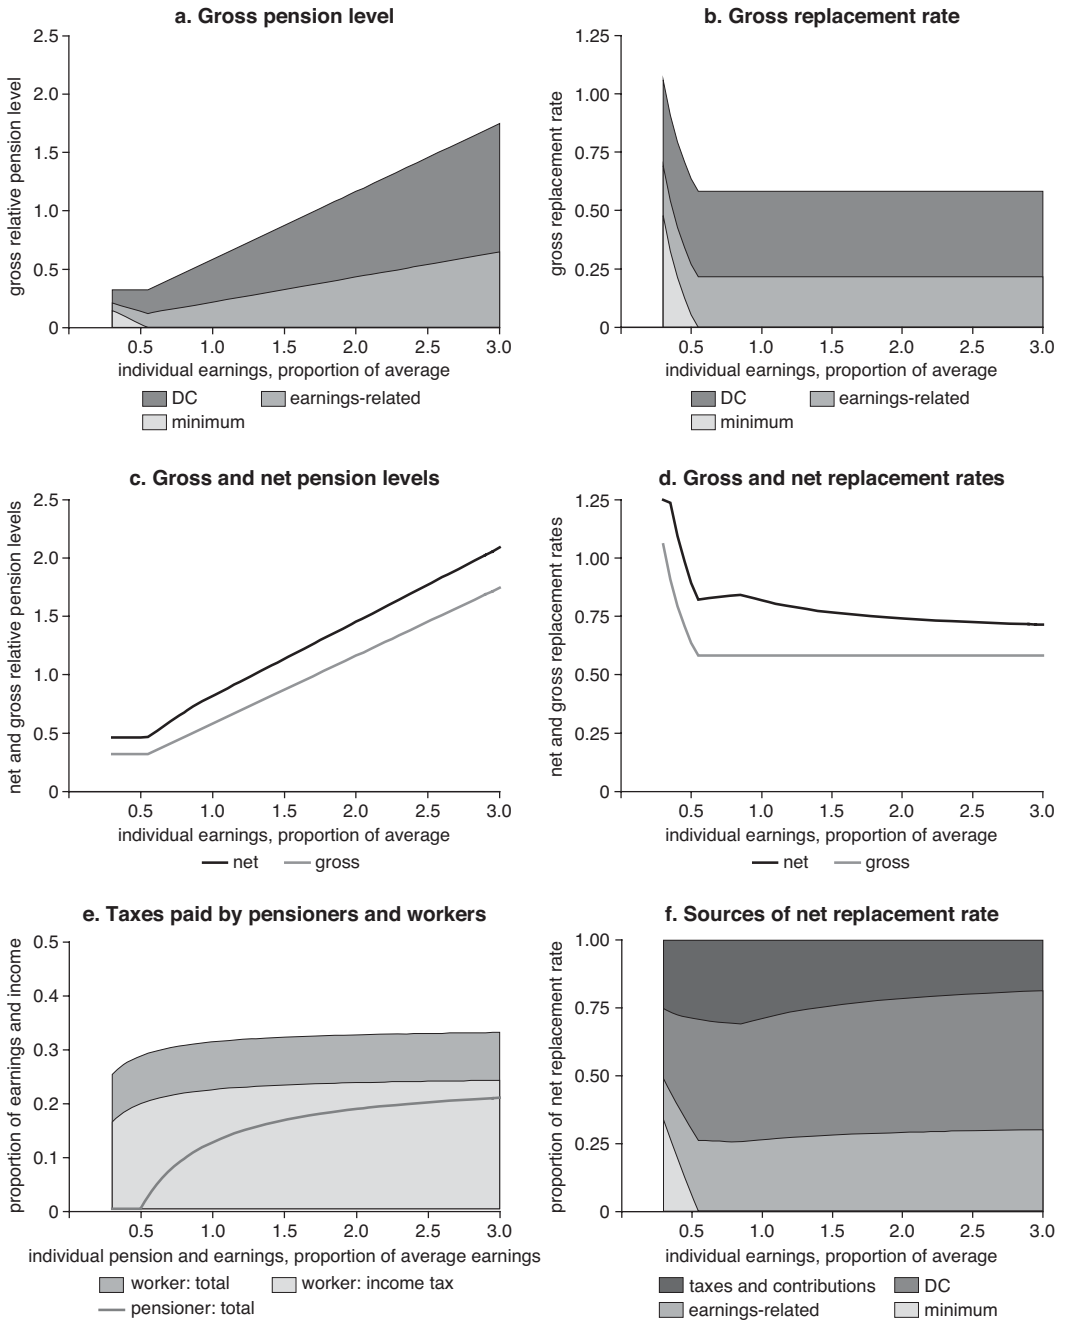 a. Gross pension level
gross relative pension level
2.5
2.0
1.5
1.0
0.5
0
0.5 1.0 1.5 2.0 2.5 3.0
individual earnings, proportion of average
DC earnings-related
minimum
b. Gross replacement rate
gross replacement rate
1.25
1.00
0.75
0.50
0.25
0
0.5 1.0 1.5 2.0 2.5 3.0
individual earnings, proportion of average
DC earnings-related
minimum
c. Gross and net pension levels
net and gross relative pension levels
2.5
2.0
1.5
1.0
0.5
0
0.5 1.0 1.5 2.0 2.5 3.0
individual earnings, proportion of average
net gross
d. Gross and net replacement rates
net and gross replacement rates
1.25
1.00
0.75
0.50
0.25
0
0.5 1.0 1.5 2.0 2.5 3.0
individual earnings, proportion of average
net gross
e. Taxes paid by pensioners and workers
proportion of earnings and income
0.5
0.4
0.3
0.2
0.1
0
0.5 1.0 1.5 2.0 2.5 3.0
individual pension and earnings, proportion of average earnings
worker: total worker: income tax
pensioner: total
f. Sources of net replacement rate
proportion of net replacement rate
1.00
0.75
0.50
0.25
0
0.5 1.0 1.5 2.0 2.5 3.0
individual earnings, proportion of average
taxes and contributions DC
earnings-related minimum